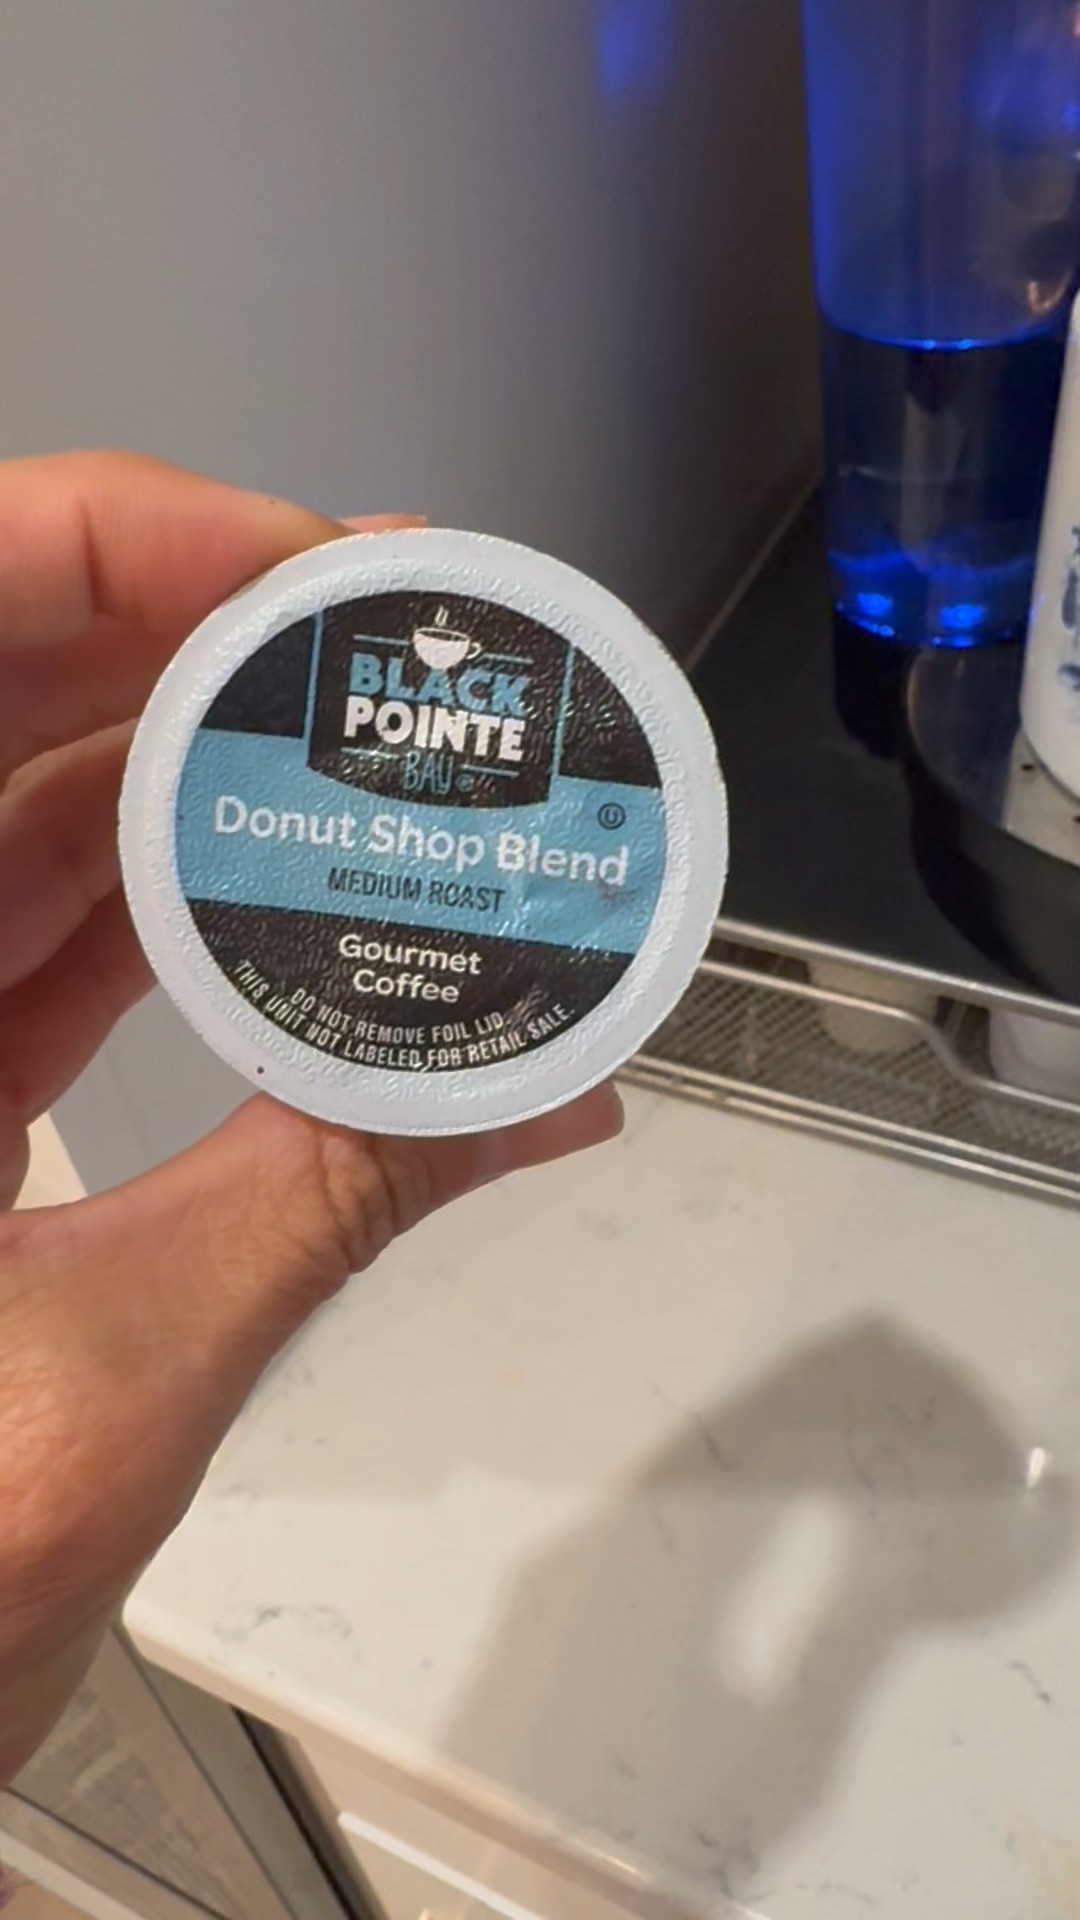 BLACK
POINTE
BAY
Donut Shop Blend
MEDIUM ROAST
Gourmet
Coffee
DO NOT REMOVE FOIL LID.
THIS UNIT NOT LABELED FOR RETAIL SALE.